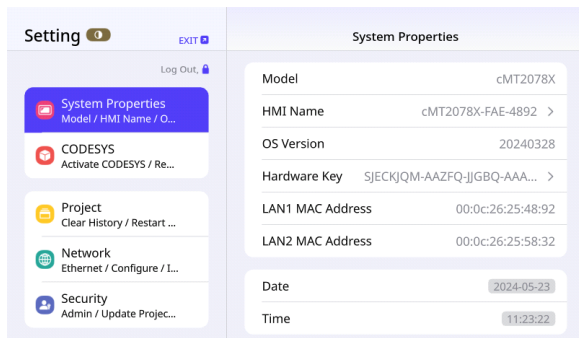 Setting
EXIT
Log Out,
System Properties
Model / HMI Name / O...
CODESYS
Activate CODESYS / Re...
Project
Clear History / Restart ...
Network
Ethernet / Configure / I...
Security
Admin / Update Projec...
System Properties
Model cMT2078X
HMI Name cMT2078X-FAE-4892 >
OS Version 20240328
Hardware Key SJECKJQM-AAZFQ-JJGBQ-AAA... >
LAN1 MAC Address 00:0c:26:25:48:92
LAN2 MAC Address 00:0c:26:25:58:32
Date 2024-05-23
Time 11:23:22